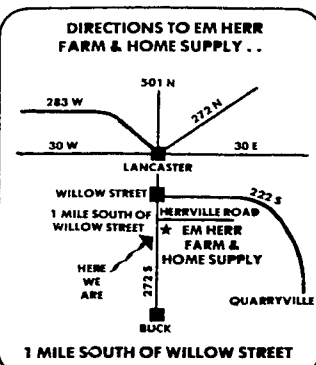 DIRECTIONS TO EM HERR
FARM & HOME SUPPLY . .
501 N
283 W
272 N
30 W
30 E
LANCASTER
WILLOW STREET
222 S
1 MILE SOUTH OF
WILLOW STREET
HERRVILLE ROAD
★ EM HERR
FARM &
HOME SUPPLY
HERE
WE
ARE
272 S
QUARRYVILLE
BUCK
1 MILE SOUTH OF WILLOW STREET